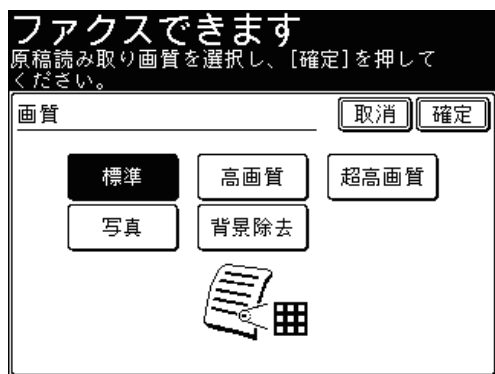 ファクスできます
原稿読み取り画質を選択し、[確定]を押して
ください。
画質 取消 確定
標準 高画質 超高画質
写真 背景除去